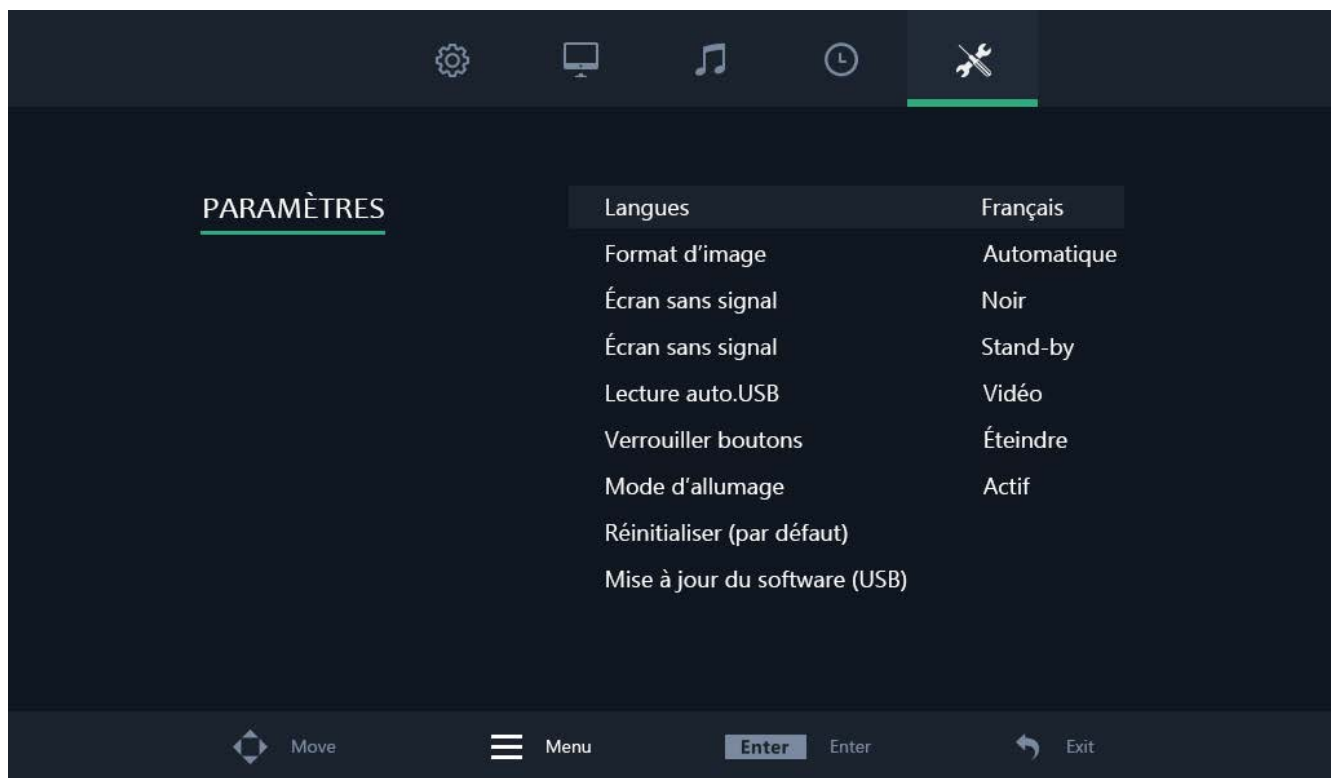 PARAMÈTRES
Langues Français
Format d'image Automatique
Écran sans signal Noir
Écran sans signal Stand-by
Lecture auto.USB Vidéo
Verrouiller boutons Éteindre
Mode d'allumage Actif
Réinitialiser (par défaut)
Mise à jour du software (USB)
Move Menu Enter Enter Exit